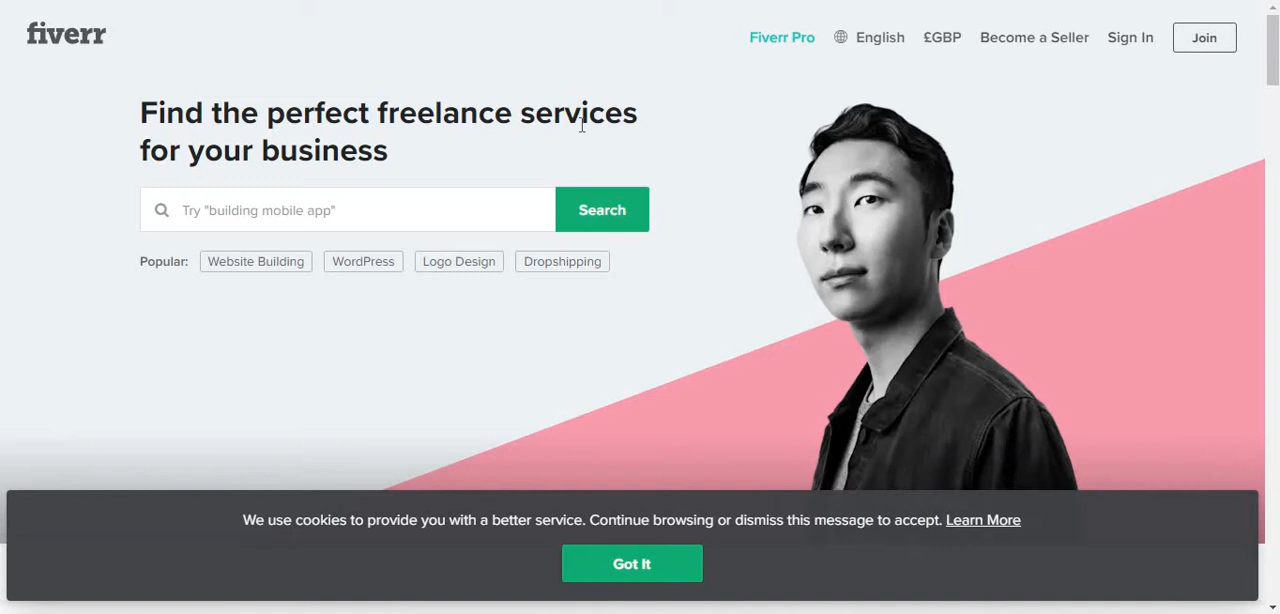 fiverr
Fiverr Pro English £GBP Become a Seller Sign In Join
Find the perfect freelance services
for your business
Try "building mobile app" Search
Popular: Website Building WordPress Logo Design Dropshipping
We use cookies to provide you with a better service. Continue browsing or dismiss this message to accept. Learn More
Got It